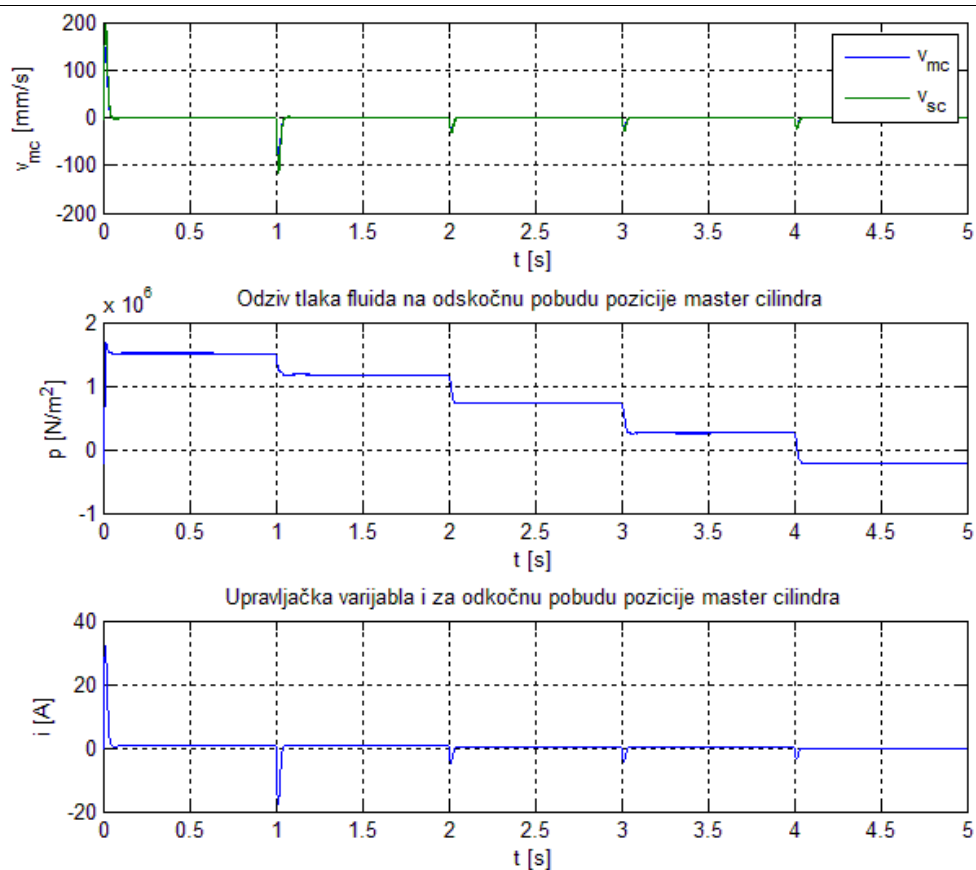 200
100
0
-100
-200
v_mc [mm/s]
v_mc
v_sc
0 0.5 1 1.5 2 2.5 3 3.5 4 4.5 5
t [s]
Odziv tlaka fluida na odskočnu pobudu pozicije master cilindra
x 10^6
2
1
0
-1
p [N/m^2]
0 0.5 1 1.5 2 2.5 3 3.5 4 4.5 5
t [s]
Upravljačka varijabla i za odkočnu pobudu pozicije master cilindra
40
20
0
-20
i [A]
0 0.5 1 1.5 2 2.5 3 3.5 4 4.5 5
t [s]